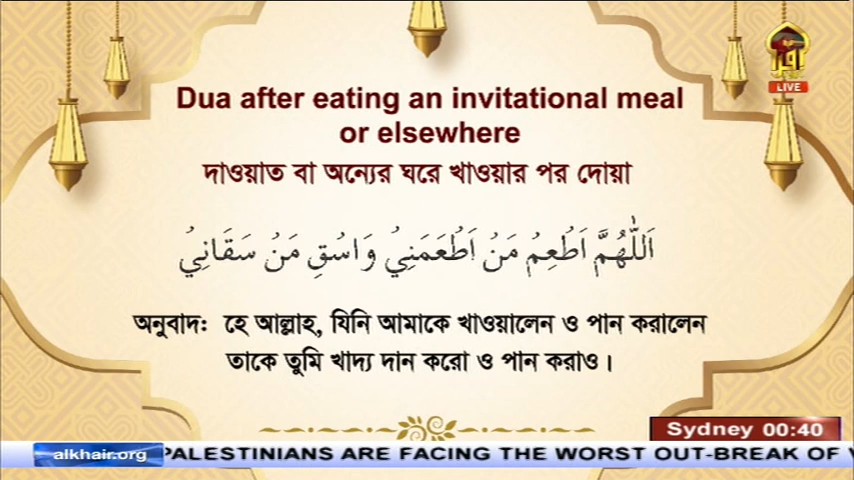 Dua after eating an invitational meal
or elsewhere
দাওয়াত বা অন্যের ঘরে খাওয়ার পর দোয়া
اَللّٰهُمَّ اَطْعِمْ مَنْ اَطْعَمَنِيْ وَاسْقِ مَنْ سَقَانِيْ
অনুবাদ: হে আল্লাহ, যিনি আমাকে খাওয়ালেন ও পান করালেন
তাকে তুমি খাদ্য দান করো ও পান করাও।
LIVE
Sydney 00:40
alkhair.org PALESTINIANS ARE FACING THE WORST OUT-BREAK OF